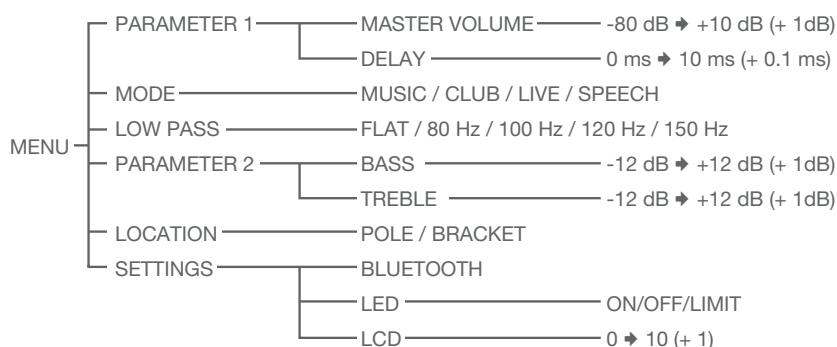 PARAMETER 1 MASTER VOLUME -80 dB ➜ +10 dB (+ 1dB)
DELAY 0 ms ➜ 10 ms (+ 0.1 ms)
MODE MUSIC / CLUB / LIVE / SPEECH
LOW PASS FLAT / 80 Hz / 100 Hz / 120 Hz / 150 Hz
MENU
PARAMETER 2 BASS -12 dB ➜ +12 dB (+ 1dB)
TREBLE -12 dB ➜ +12 dB (+ 1dB)
LOCATION POLE / BRACKET
SETTINGS BLUETOOTH
LED ON/OFF/LIMIT
LCD 0 ➜ 10 (+ 1)